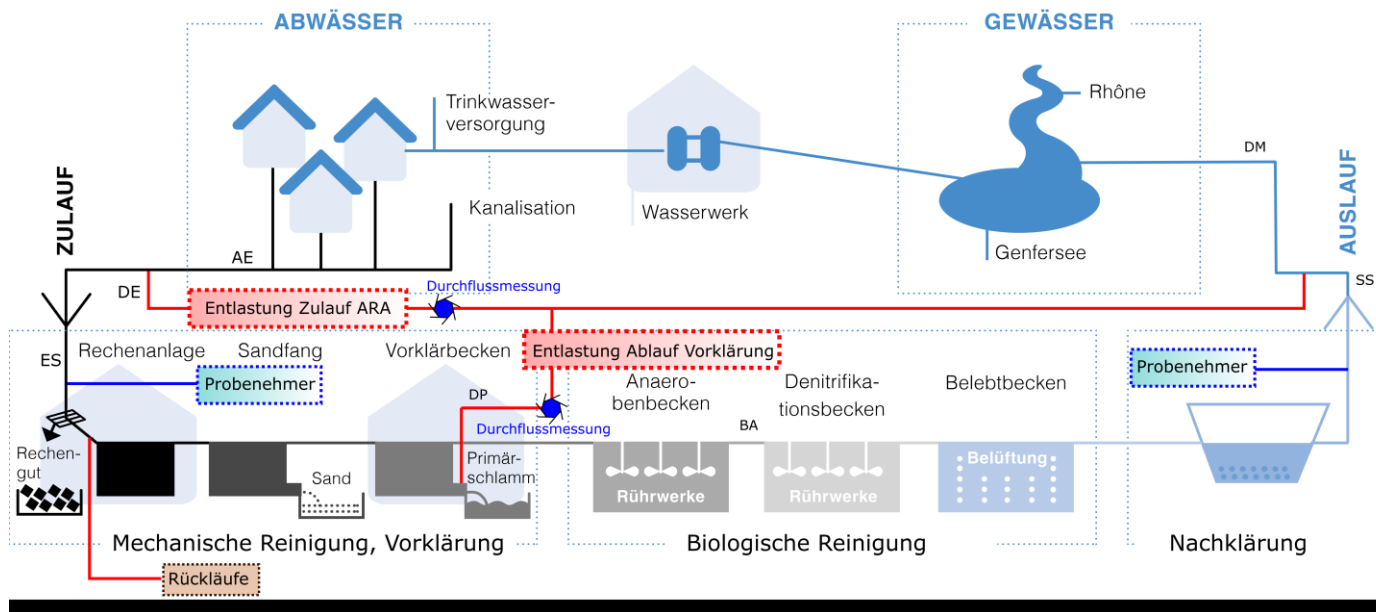 ABWÄSSER
GEWÄSSER
Trinkwasser-
versorgung
Rhône
DM
ZULAUF
Kanalisation
Wasserwerk
Genfersee
AUSLAUF
AE
DE
SS
Durchflussmessung
Entlastung Zulauf ARA
ES
Rechenanlage
Sandfang
Vorklärbecken
Entlastung Ablauf Vorklärung
Probenehmer
Probenehmer
Anaero-
benbecken
Denitrifika-
tionsbecken
Belebtbecken
DP
Durchflussmessung
BA
Rechen-
gut
Sand
Primär-
schlamm
Rührwerke
Rührwerke
Belüftung
Mechanische Reinigung, Vorklärung
Biologische Reinigung
Nachklärung
Rückläufe